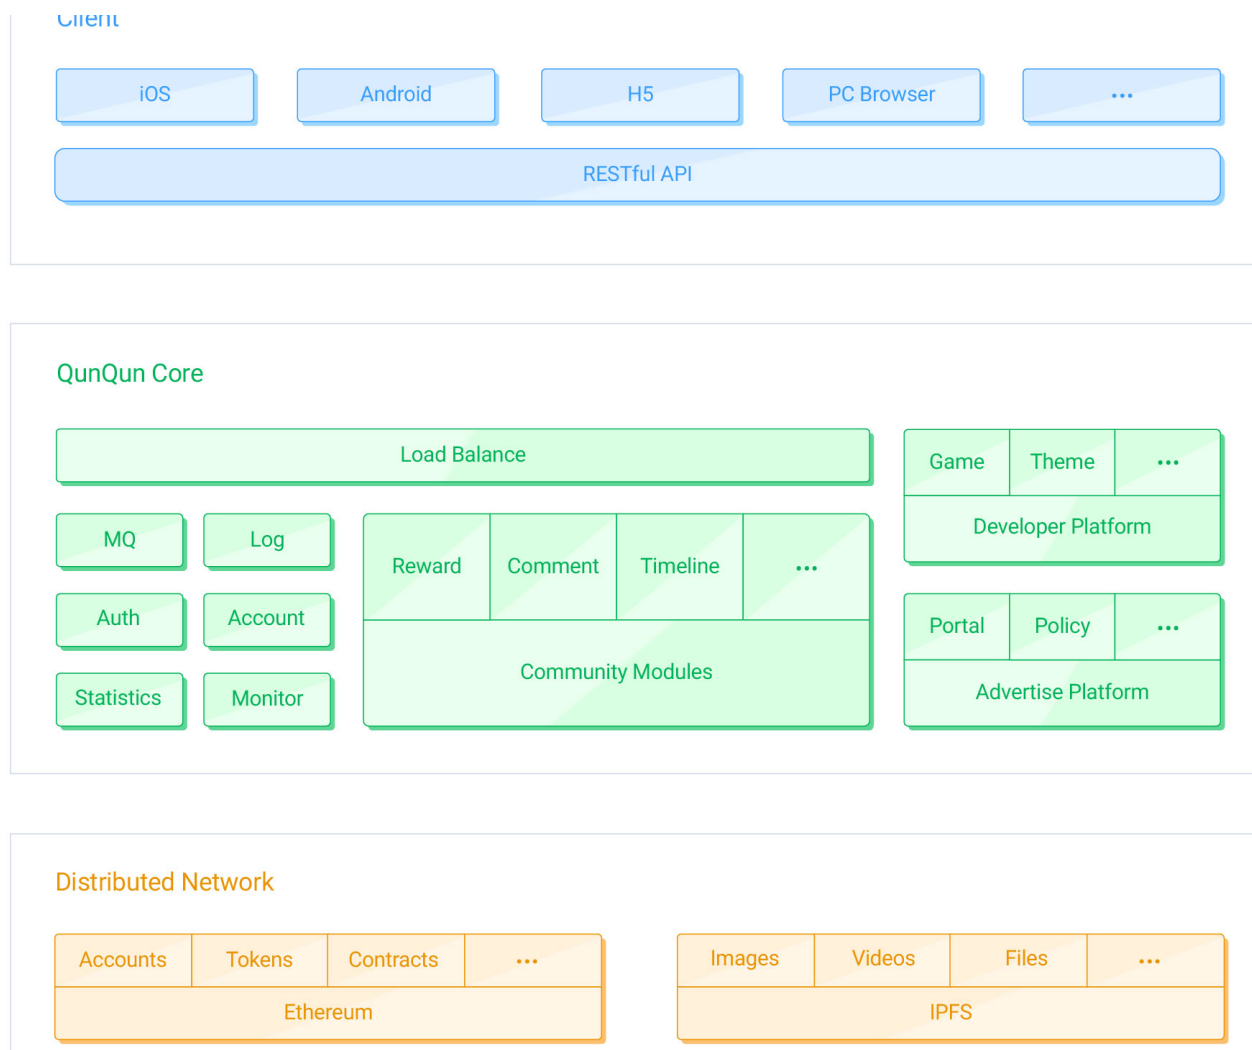 Client
iOS Android H5 PC Browser ...
RESTful API
QunQun Core
Load Balance
Game Theme ...
Developer Platform
MQ Log
Reward Comment Timeline ...
Auth Account
Portal Policy ...
Community Modules
Advertise Platform
Statistics Monitor
Distributed Network
Accounts Tokens Contracts ...
Ethereum
Images Videos Files ...
IPFS